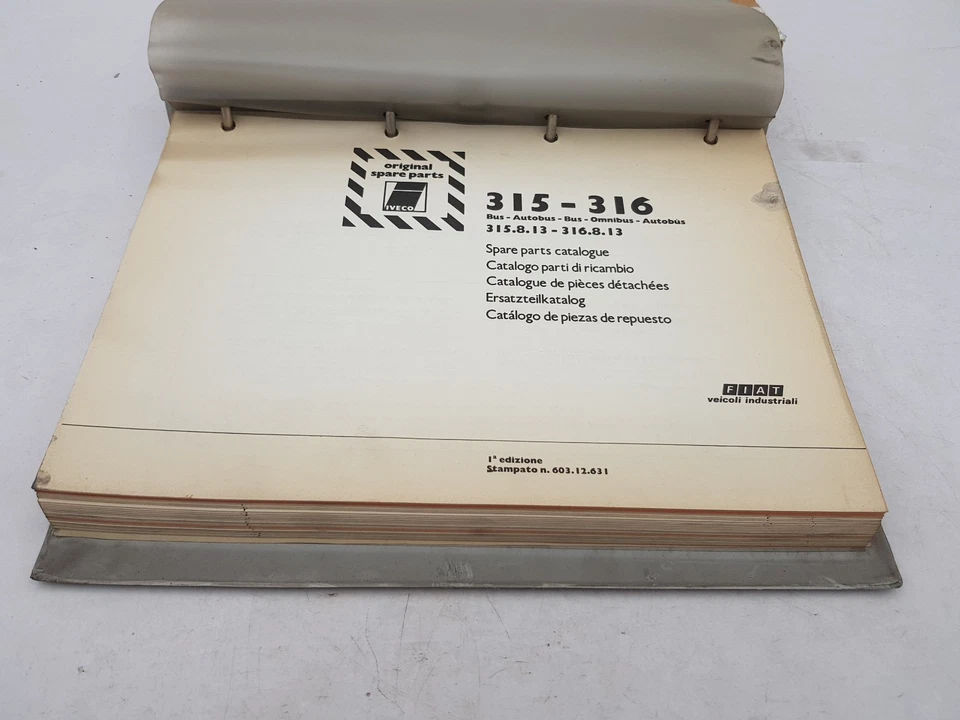 original
spare parts
IVECO
315 - 316
Bus - Autobus - Bus - Omnibus - Autobús
315.8.13 - 316.8.13
Spare parts catalogue
Catalogo parti di ricambio
Catalogue de pièces détachées
Ersatzteilkatalog
Catálogo de piezas de repuesto
FIAT
veicoli industriali
1ª edizione
Stampato n. 603.12.631